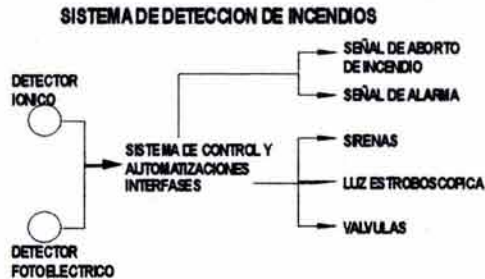 SISTEMA DE DETECCION DE INCENDIOS
SEÑAL DE ABORTO
DE INCENDIO
DETECTOR
IONICO
SEÑAL DE ALARMA
SISTEMA DE CONTROL Y
AUTOMATIZACIONES
INTERFASES
SIRENAS
LUZ ESTROBOSCOPICA
VALVULAS
DETECTOR
FOTOELECTRICO